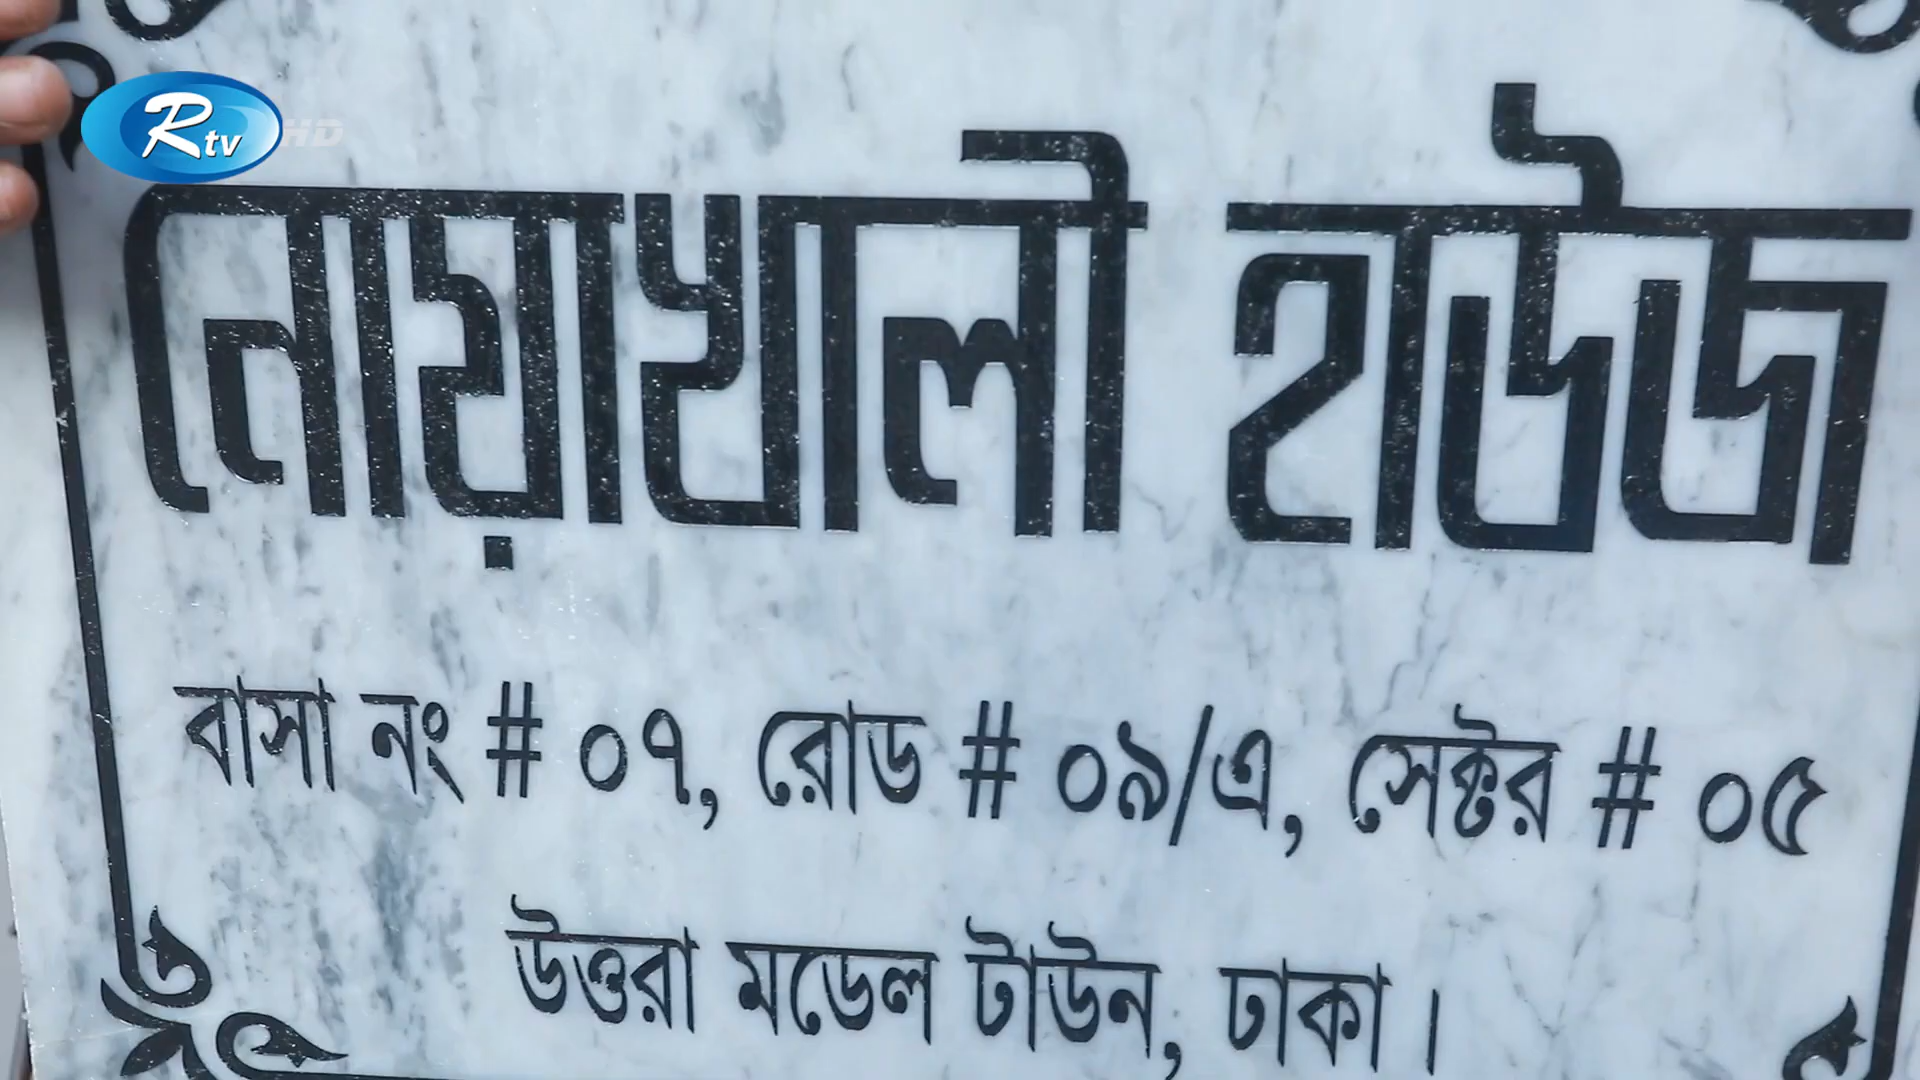 Rtv HD
নোয়াখালী হাউজ
বাসা নং # ০৭, রোড # ০৯/এ, সেক্টর # ০৫
উত্তরা মডেল টাউন, ঢাকা।